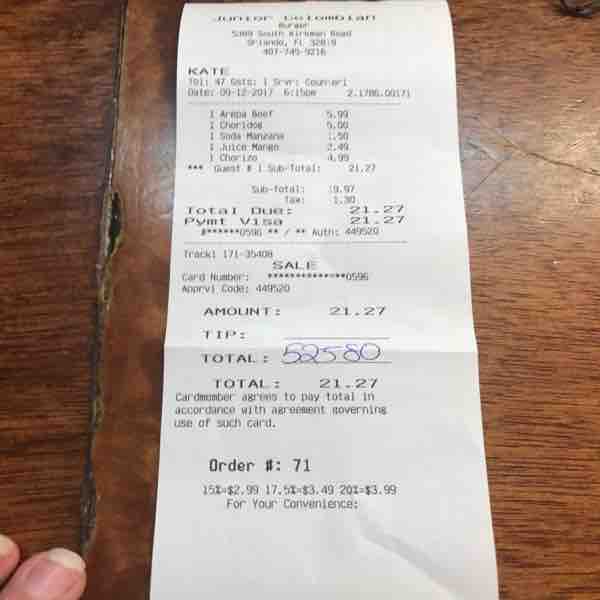 Junior Colombian
Burger
5389 South Kirkman Road
Orlando, FL 32819
407-745-9216
KATE
Tbl: 47 Gsts: 1 Srvr: Counter1
Date: 09-12-2017 6:15pm 2.1786.00171
1 Arepa Beef 5.99
1 Choridog 5.00
1 Soda Manzana 1.50
1 Juice Mango 2.49
1 Chorizo 4.99
*** Guest # 1 Sub-Total: 21.27
Sub-Total: 19.97
Tax: 1.30
Total Due: 21.27
Pymt Visa 21.27
#******0596 ** / ** Auth: 449520
Track: 171-35408
SALE
Card Number: ************0596
Apprvl Code: 449520
AMOUNT: 21.27
TIP:
TOTAL: 52580
TOTAL: 21.27
Cardmember agrees to pay total in
accordance with agreement governing
use of such card.
Order #: 71
15%=$2.99 17.5%=$3.49 20%=$3.99
For Your Convenience: